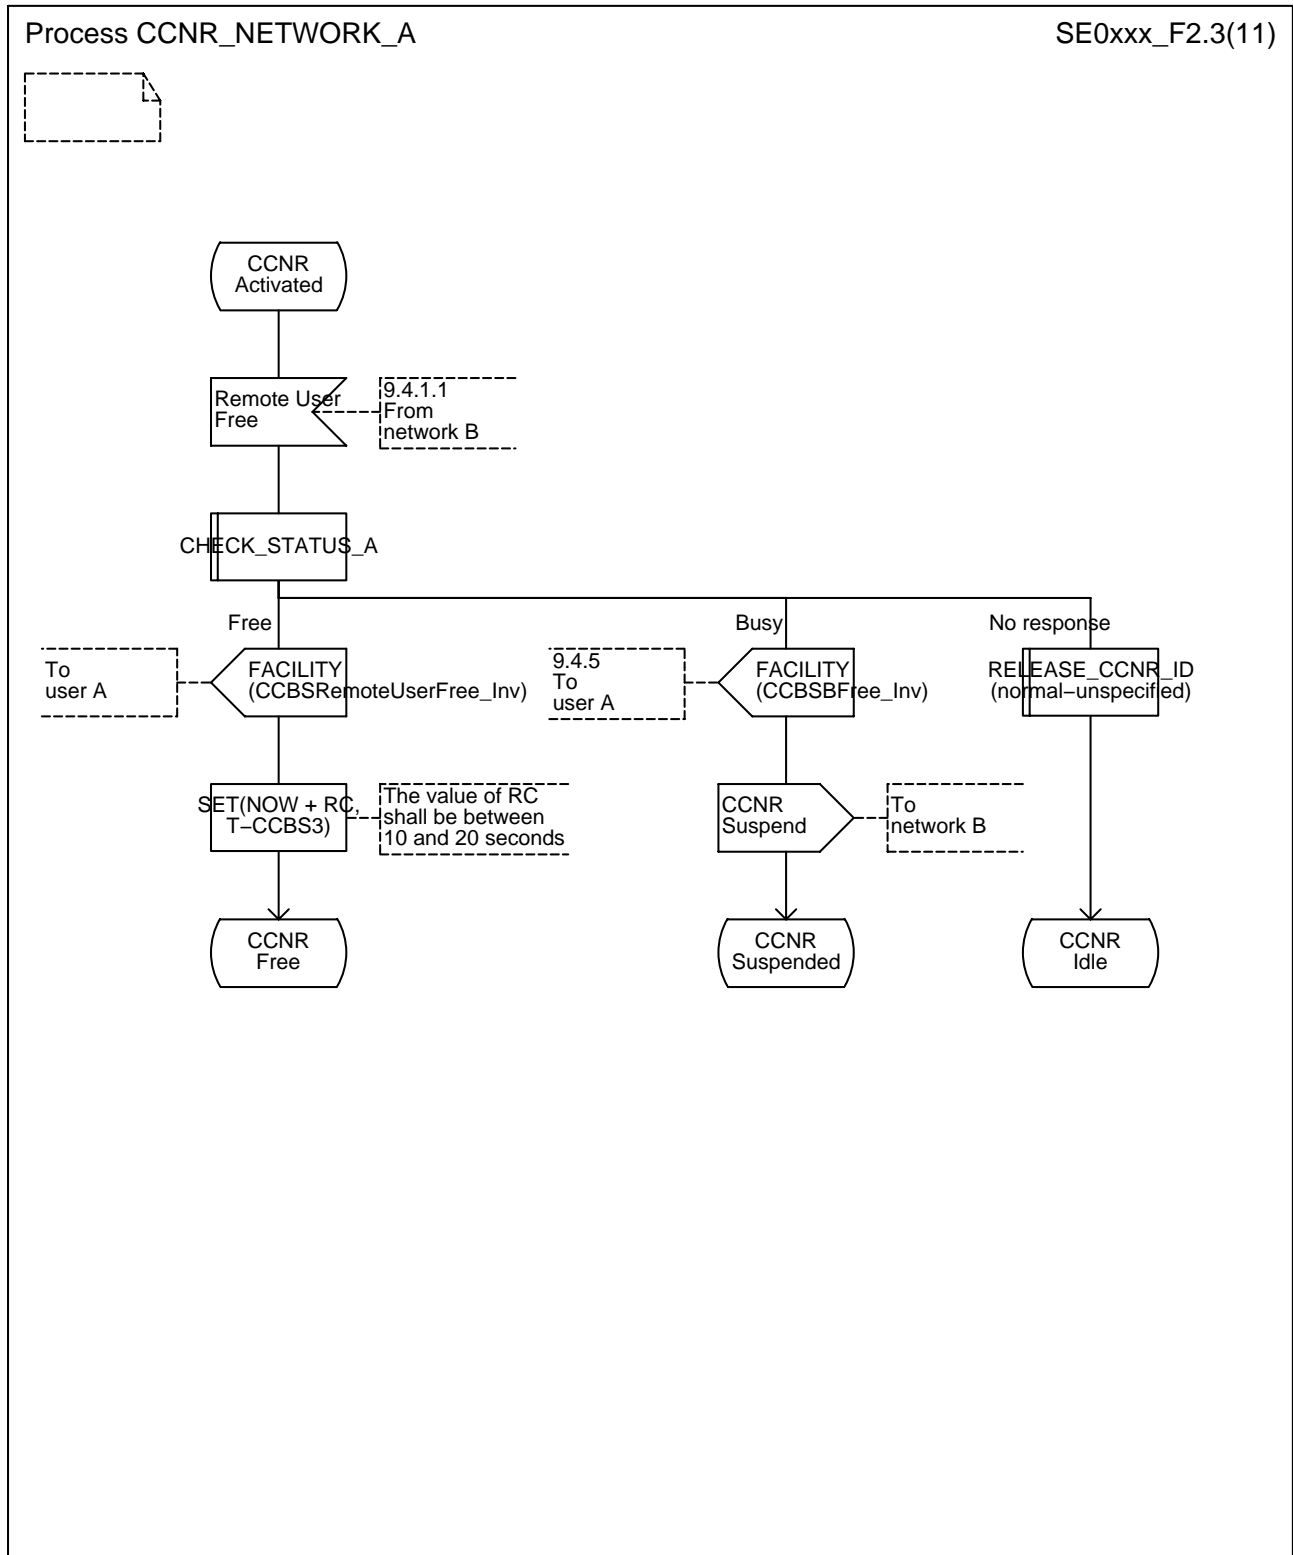 Process CCNR_NETWORK_A
SE0xxx_F2.3(11)
CCNR
Activated
Remote User
Free
9.4.1.1
From
network B
CHECK_STATUS_A
Free
Busy
No response
To
user A
FACILITY
(CCBSRemoteUserFree_Inv)
9.4.5
To
user A
FACILITY
(CCBSBFree_Inv)
RELEASE_CCNR_ID
(normal−unspecified)
SET(NOW + RC,
T−CCBS3)
The value of RC
shall be between
10 and 20 seconds
CCNR
Suspend
To
network B
CCNR
Free
CCNR
Suspended
CCNR
Idle